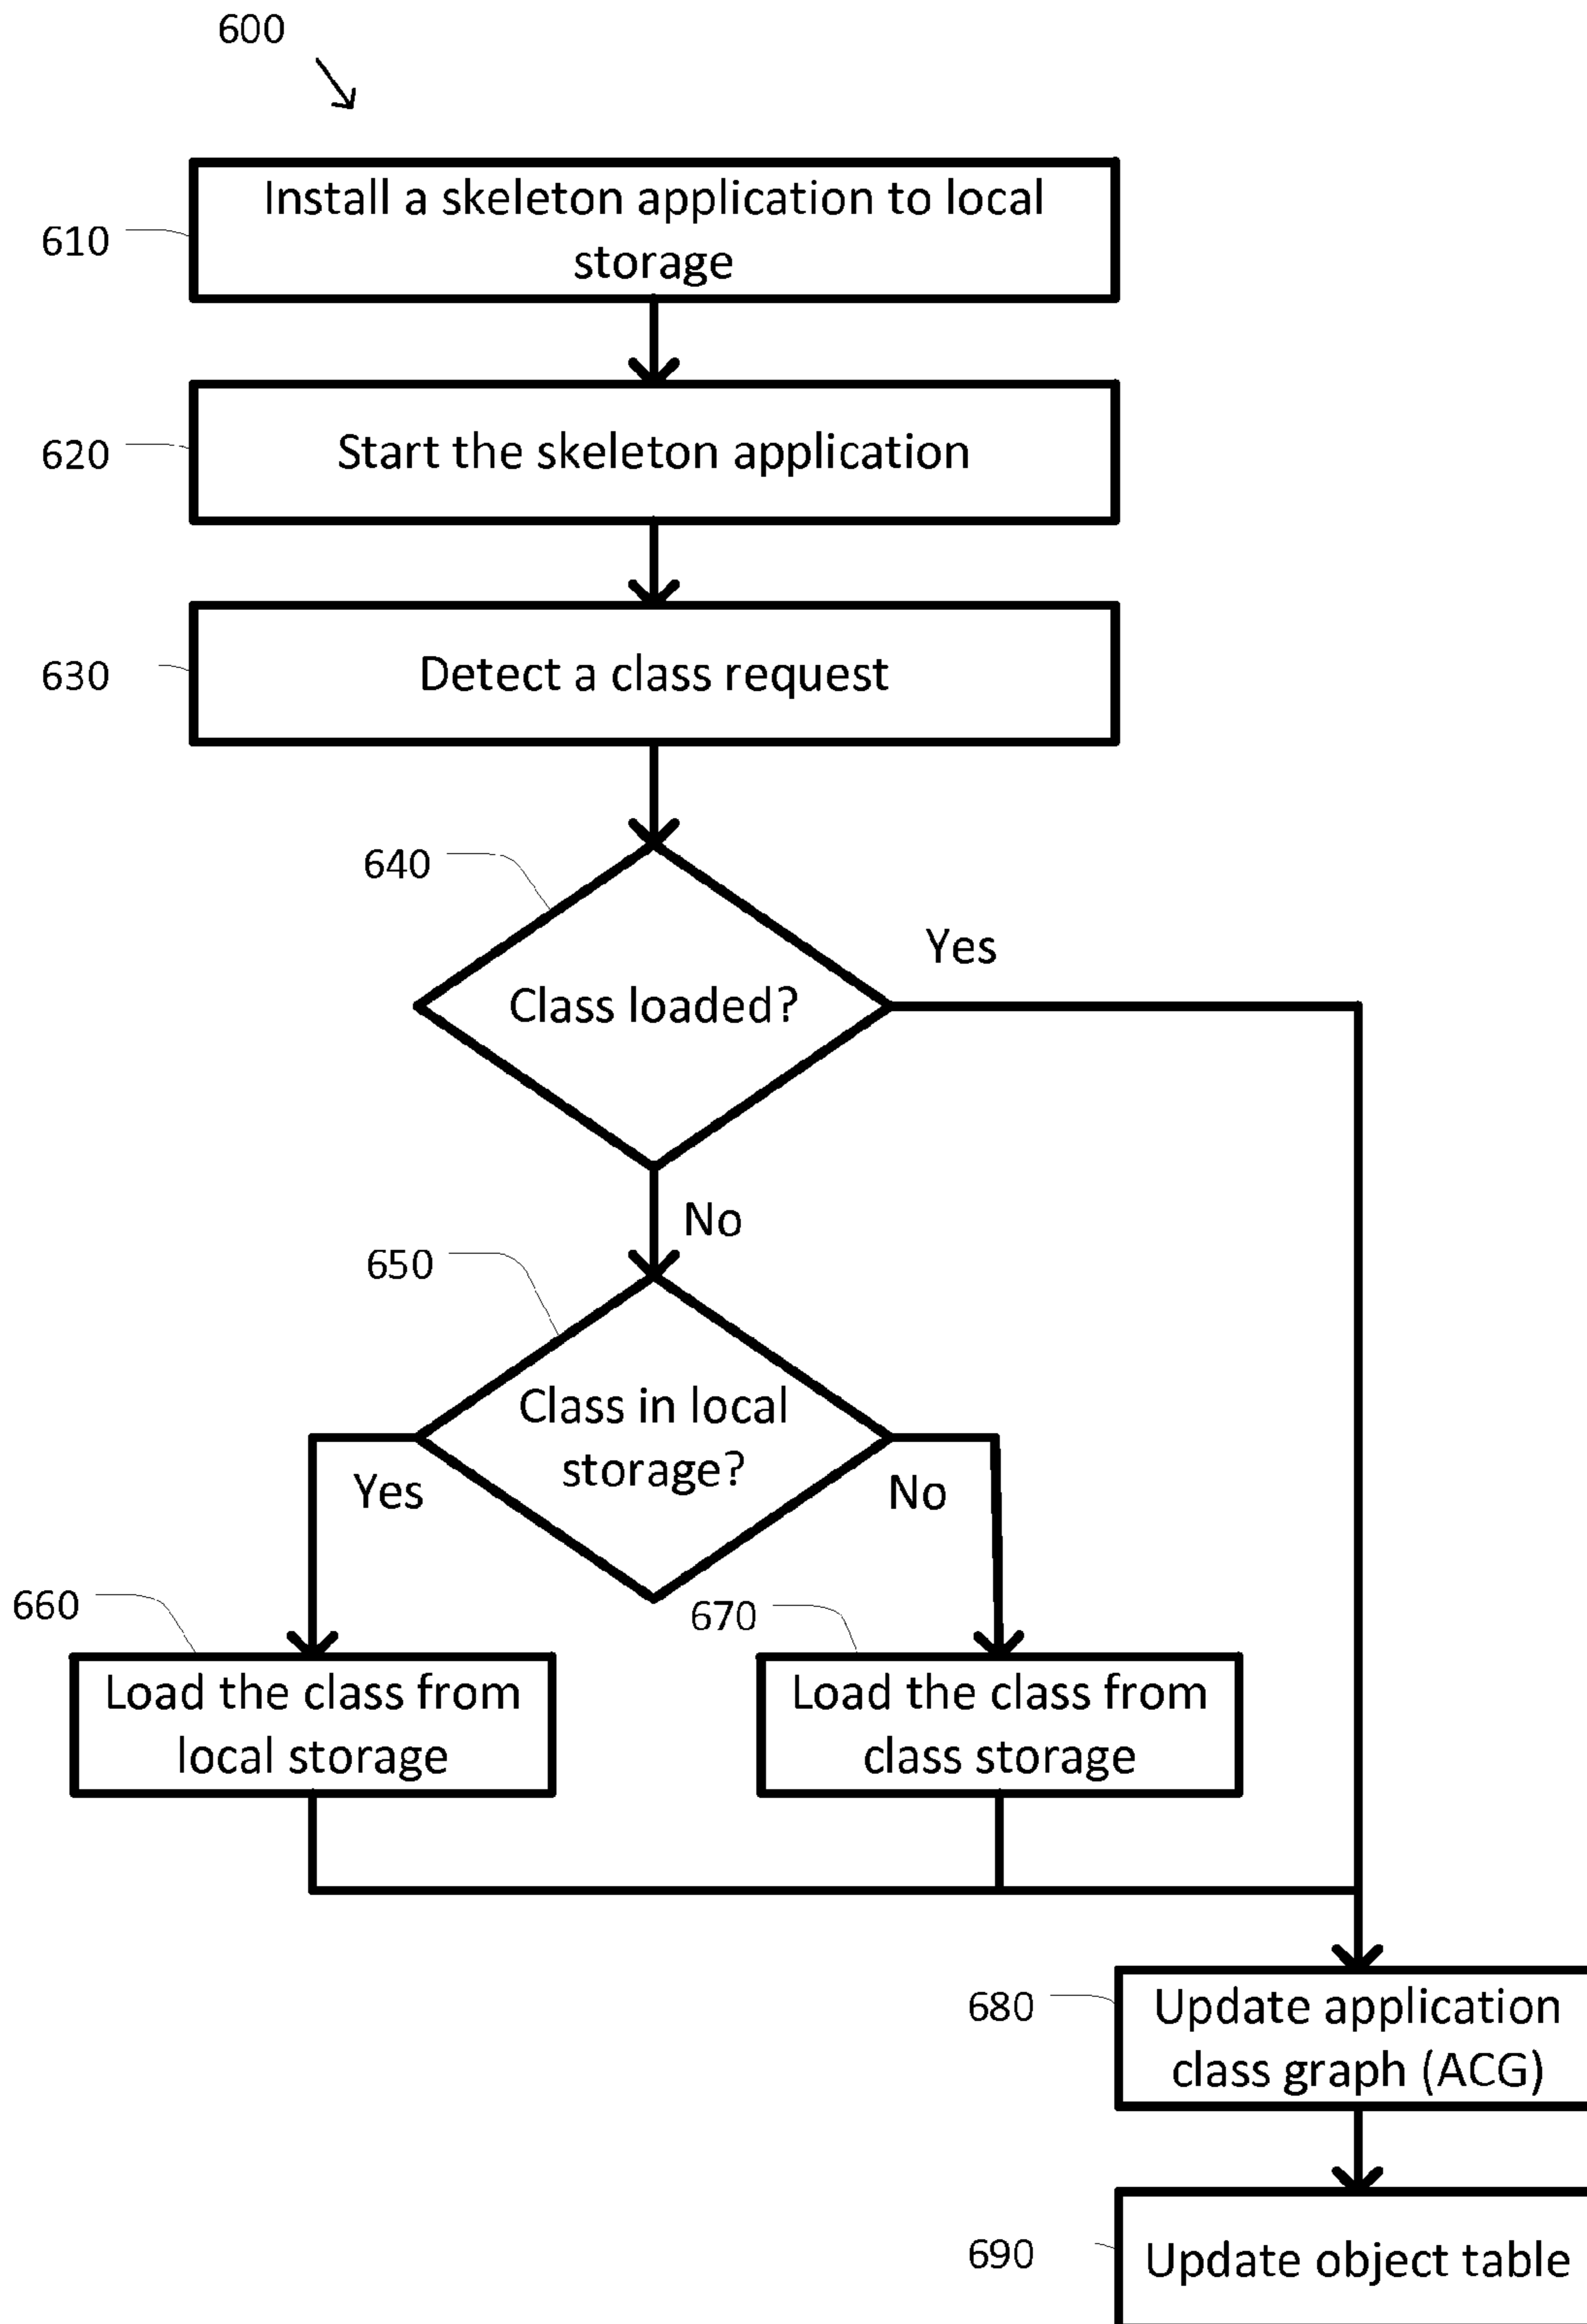 600
Install a skeleton application to local
storage
610
Start the skeleton application
620
Detect a class request
630
640
Yes
Class loaded?
No
650
Class in local
storage?
Yes
No
660
670
Load the class from
local storage
Load the class from
class storage
680
Update application
class graph (ACG)
690
Update object table